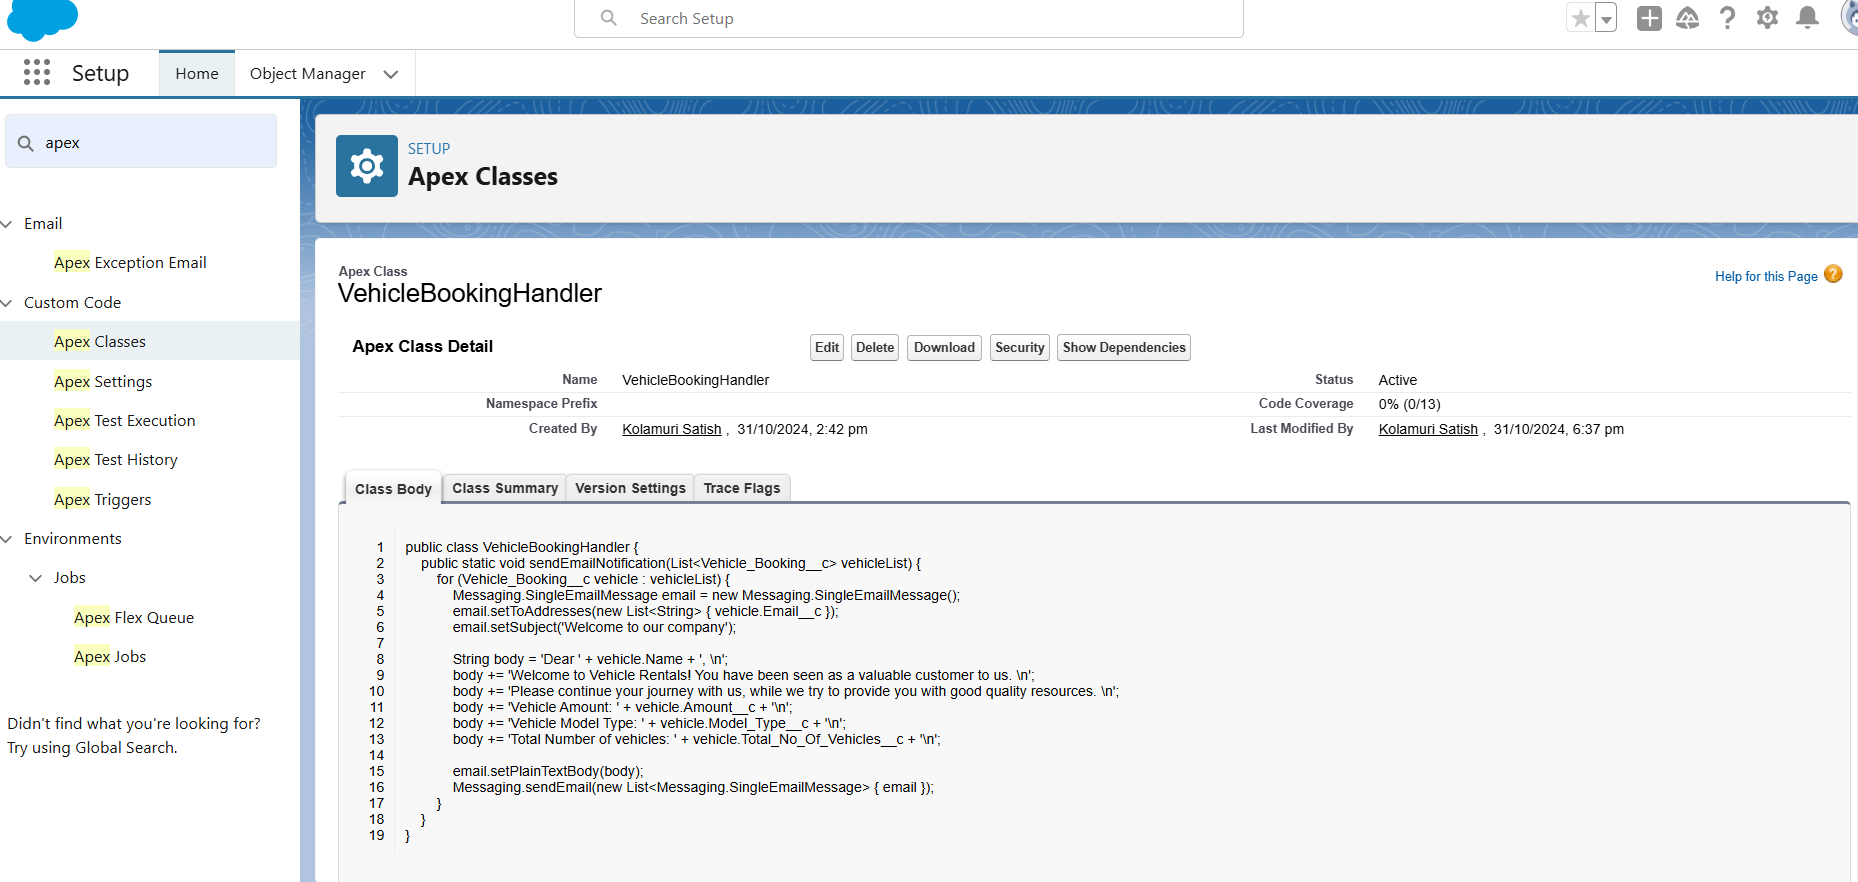 Search Setup
Setup
Home
Object Manager
apex
Email
Apex Exception Email
Custom Code
Apex Classes
Apex Settings
Apex Test Execution
Apex Test History
Apex Triggers
Environments
Jobs
Apex Flex Queue
Apex Jobs
Didn't find what you're looking for?
Try using Global Search.
SETUP
Apex Classes
Apex Class
VehicleBookingHandler
Help for this Page ?
Apex Class Detail
Edit Delete Download Security Show Dependencies
Name VehicleBookingHandler Status Active
Namespace Prefix Code Coverage 0% (0/13)
Created By Kolamuri Satish , 31/10/2024, 2:42 pm Last Modified By Kolamuri Satish , 31/10/2024, 6:37 pm
Class Body Class Summary Version Settings Trace Flags
1 public class VehicleBookingHandler {
2 public static void sendEmailNotification(List<Vehicle_Booking__c> vehicleList) {
3 for (Vehicle_Booking__c vehicle : vehicleList) {
4 Messaging.SingleEmailMessage email = new Messaging.SingleEmailMessage();
5 email.setToAddresses(new List<String> { vehicle.Email__c });
6 email.setSubject('Welcome to our company');
7
8 String body = 'Dear ' + vehicle.Name + ', \n';
9 body += 'Welcome to Vehicle Rentals! You have been seen as a valuable customer to us. \n';
10 body += 'Please continue your journey with us, while we try to provide you with good quality resources. \n';
11 body += 'Vehicle Amount: ' + vehicle.Amount__c + '\n';
12 body += 'Vehicle Model Type: ' + vehicle.Model_Type__c + '\n';
13 body += 'Total Number of vehicles: ' + vehicle.Total_No_Of_Vehicles__c + '\n';
14
15 email.setPlainTextBody(body);
16 Messaging.sendEmail(new List<Messaging.SingleEmailMessage> { email });
17 }
18 }
19 }